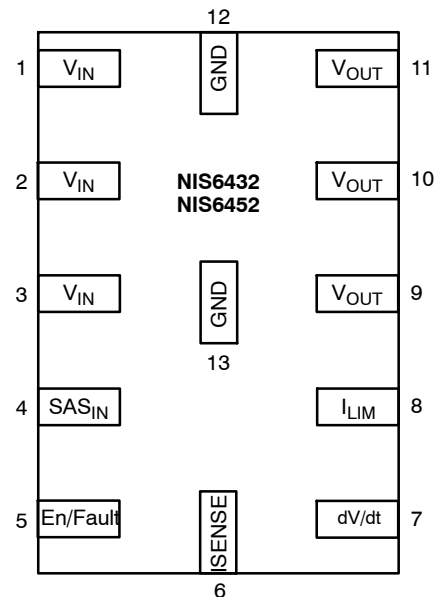 12
1 VIN GND VOUT 11
2 VIN NIS6432 VOUT 10
NIS6452
3 VIN GND VOUT 9
13
4 SASIN ILIM 8
5 En/Fault ISENSE dV/dt 7
6